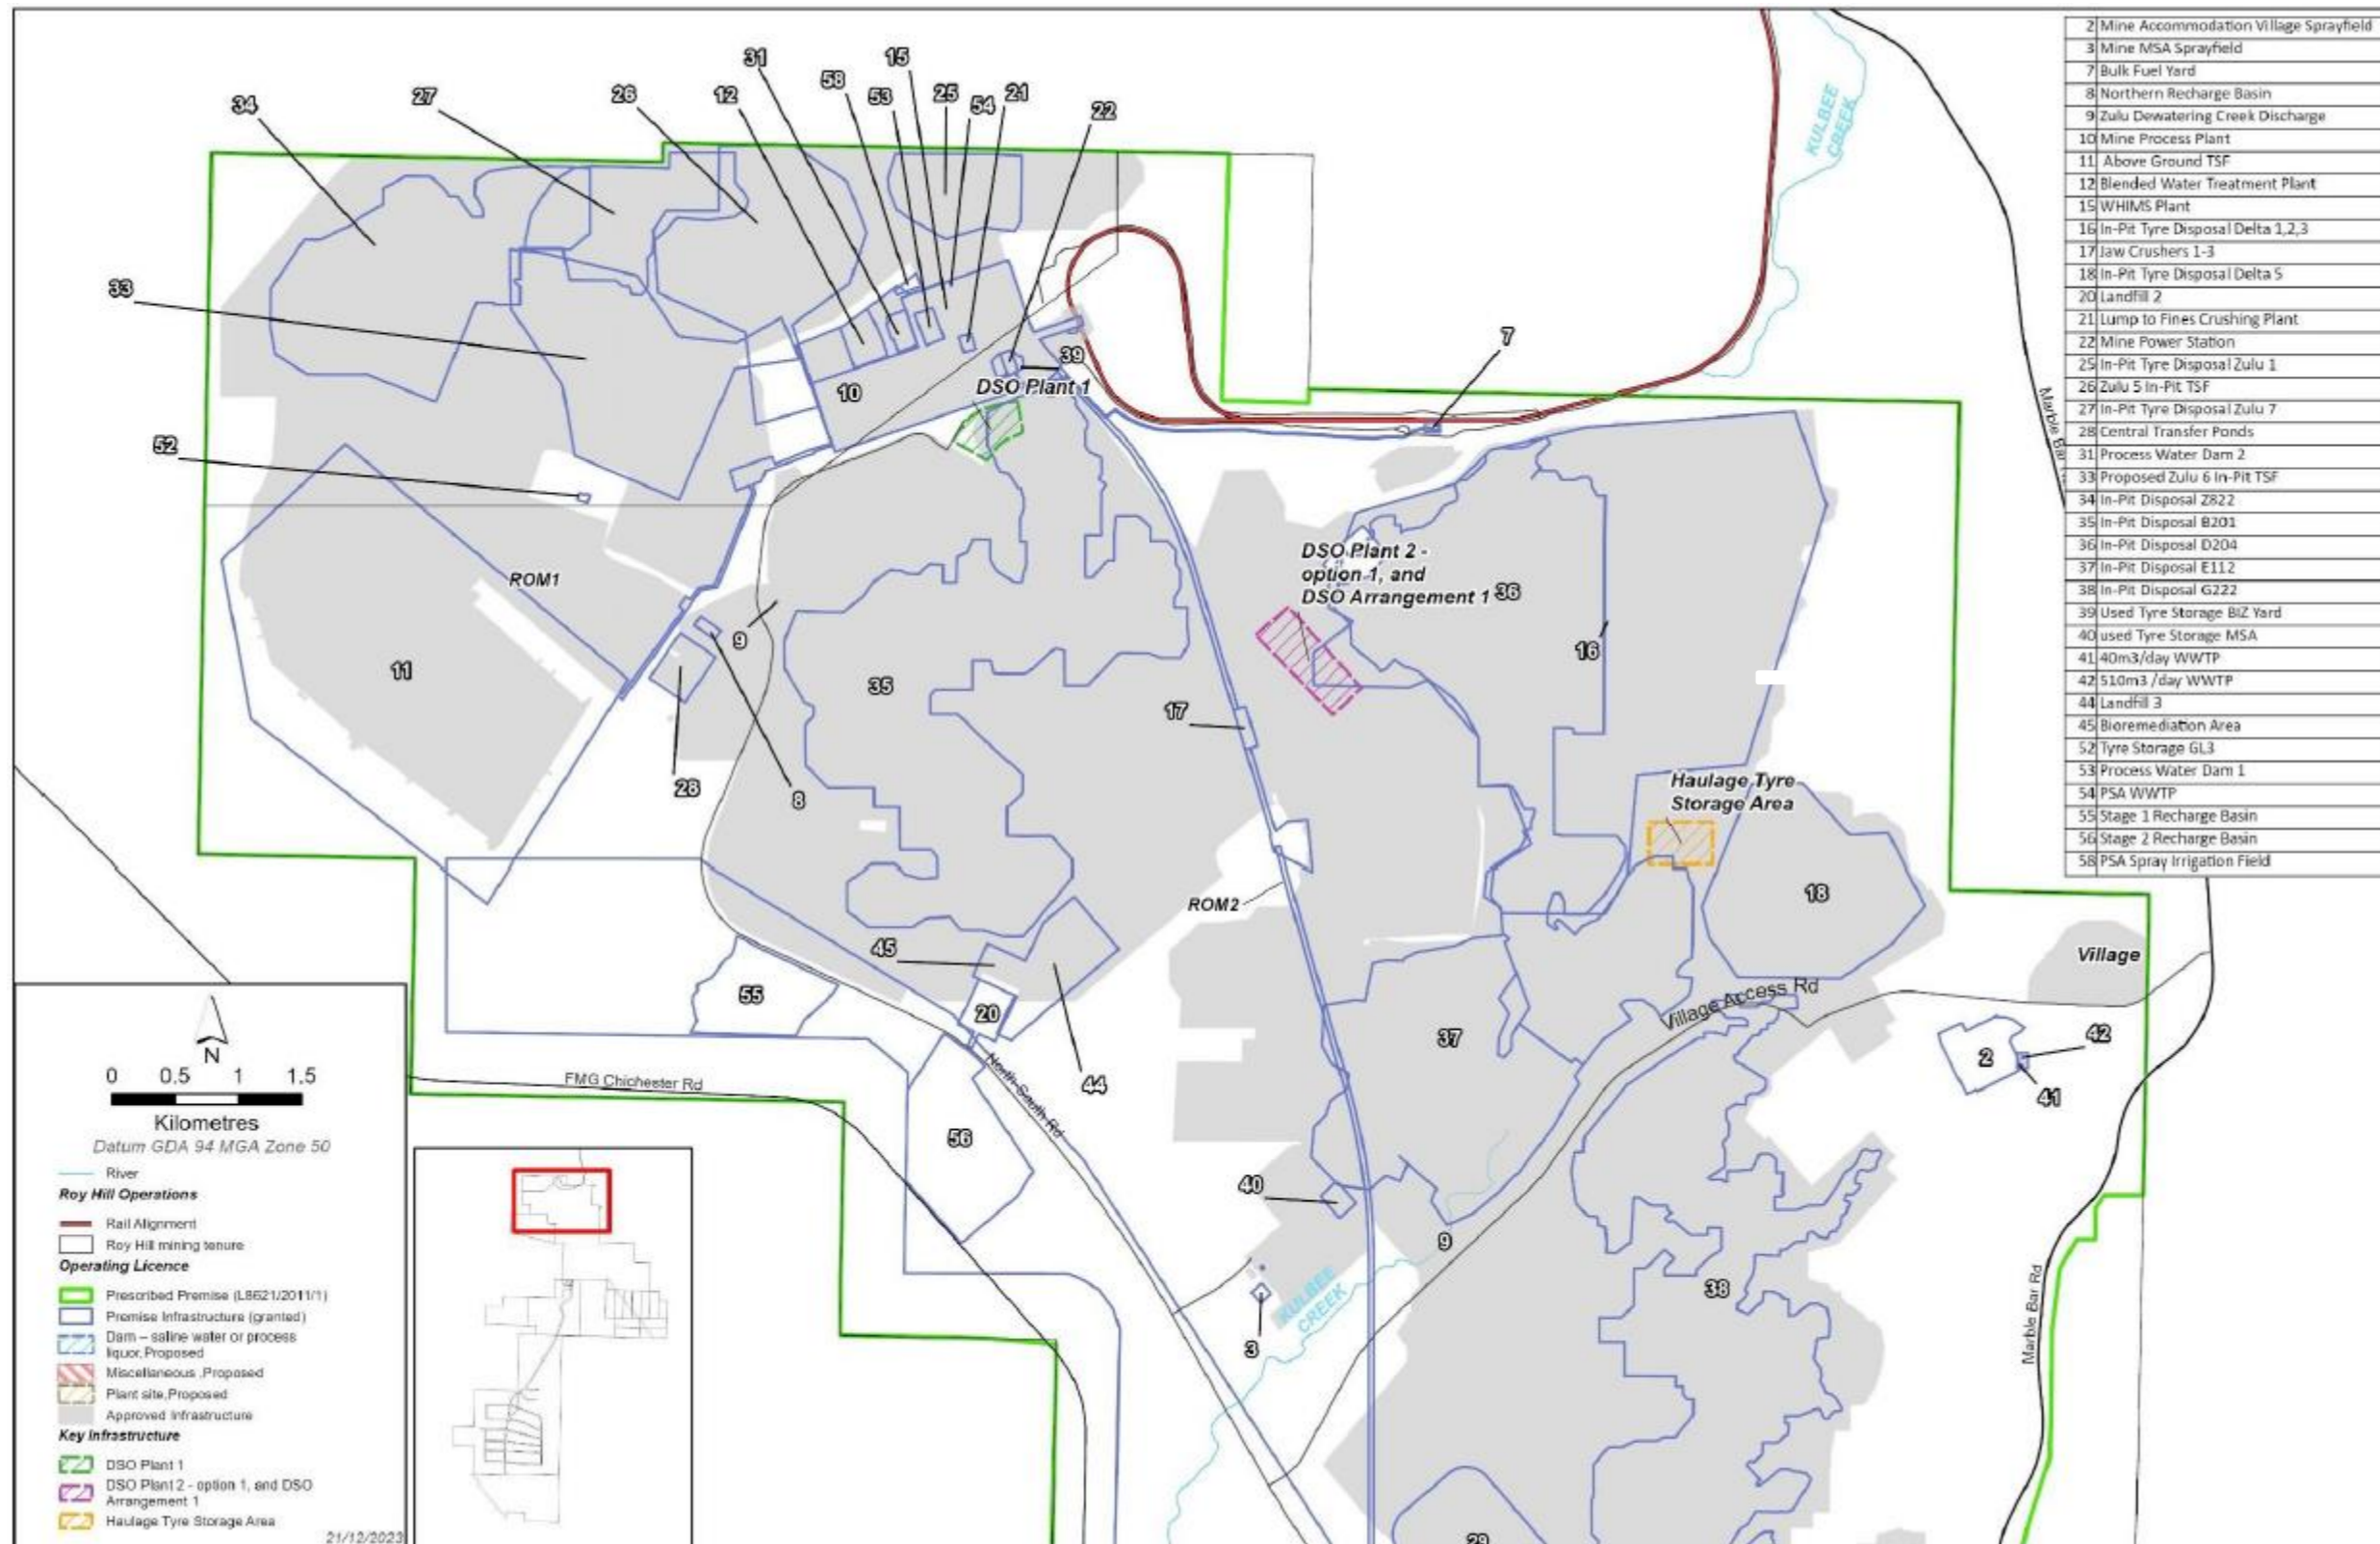 31
15
34
27
26
12
58
53
25
54
21
22
33
52
7
39
DSO Plant 1
10
KULBEE
CREEK
Marble Ba
DSO Plant 2 -
option 1, and
DSO Arrangement 1
36
ROM1
9
11
35
16
17
28
8
Haulage Tyre
Storage Area
ROM2
18
45
55
20
Village
Village Access Rd
37
2
42
41
44
FMG Chichester Rd
North South Rd
56
40
9
KULBEE
CREEK
3
38
Marble Bar Rd
29
2 Mine Accommodation Village Sprayfield
3 Mine MSA Sprayfield
7 Bulk Fuel Yard
8 Northern Recharge Basin
9 Zulu Dewatering Creek Discharge
10 Mine Process Plant
11 Above Ground TSF
12 Blended Water Treatment Plant
15 WHIMS Plant
16 In-Pit Tyre Disposal Delta 1,2,3
17 Jaw Crushers 1-3
18 In-Pit Tyre Disposal Delta 5
20 Landfill 2
21 Lump to Fines Crushing Plant
22 Mine Power Station
25 In-Pit Tyre Disposal Zulu 1
26 Zulu 5 In-Pit TSF
27 In-Pit Tyre Disposal Zulu 7
28 Central Transfer Ponds
31 Process Water Dam 2
33 Proposed Zulu 6 In-Pit TSF
34 In-Pit Disposal Z822
35 In-Pit Disposal B201
36 In-Pit Disposal D204
37 In-Pit Disposal E112
38 In-Pit Disposal G222
39 Used Tyre Storage BIZ Yard
40 used Tyre Storage MSA
41 40m3/day WWTP
42 510m3 /day WWTP
44 Landfill 3
45 Bioremediation Area
52 Tyre Storage GL3
53 Process Water Dam 1
54 PSA WWTP
55 Stage 1 Recharge Basin
56 Stage 2 Recharge Basin
58 PSA Spray Irrigation Field
N
0 0.5 1 1.5
Kilometres
Datum GDA 94 MGA Zone 50
River
Roy Hill Operations
Rail Alignment
Roy Hill mining tenure
Operating Licence
Prescribed Premise (L8621/2011/1)
Premise Infrastructure (granted)
Dam – saline water or process
liquor, Proposed
Miscellaneous ,Proposed
Plant site, Proposed
Approved Infrastructure
Key Infrastructure
DSO Plant 1
DSO Plant 2 - option 1, and DSO
Arrangement 1
Haulage Tyre Storage Area
21/12/2023